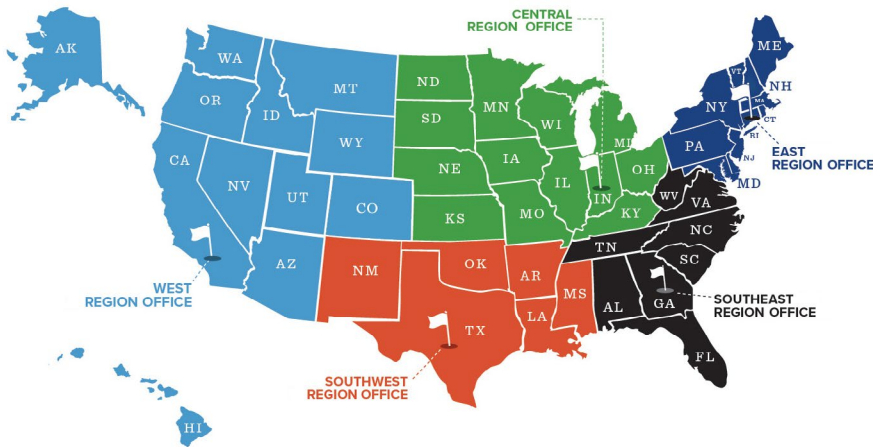 CENTRAL
REGION OFFICE
AK
WA
MT
ND
MN
ME
VT
NH
OR
ID
SD
WI
MI
NY
MA
CT
RI
EAST
REGION OFFICE
WY
IA
PA
NJ
MD
CA
NV
UT
CO
NE
IL
IN
OH
WV
VA
KS
MO
KY
NC
TN
SC
AZ
NM
OK
AR
WEST
REGION OFFICE
MS
AL
GA
SOUTHEAST
REGION OFFICE
TX
LA
FL
SOUTHWEST
REGION OFFICE
HI